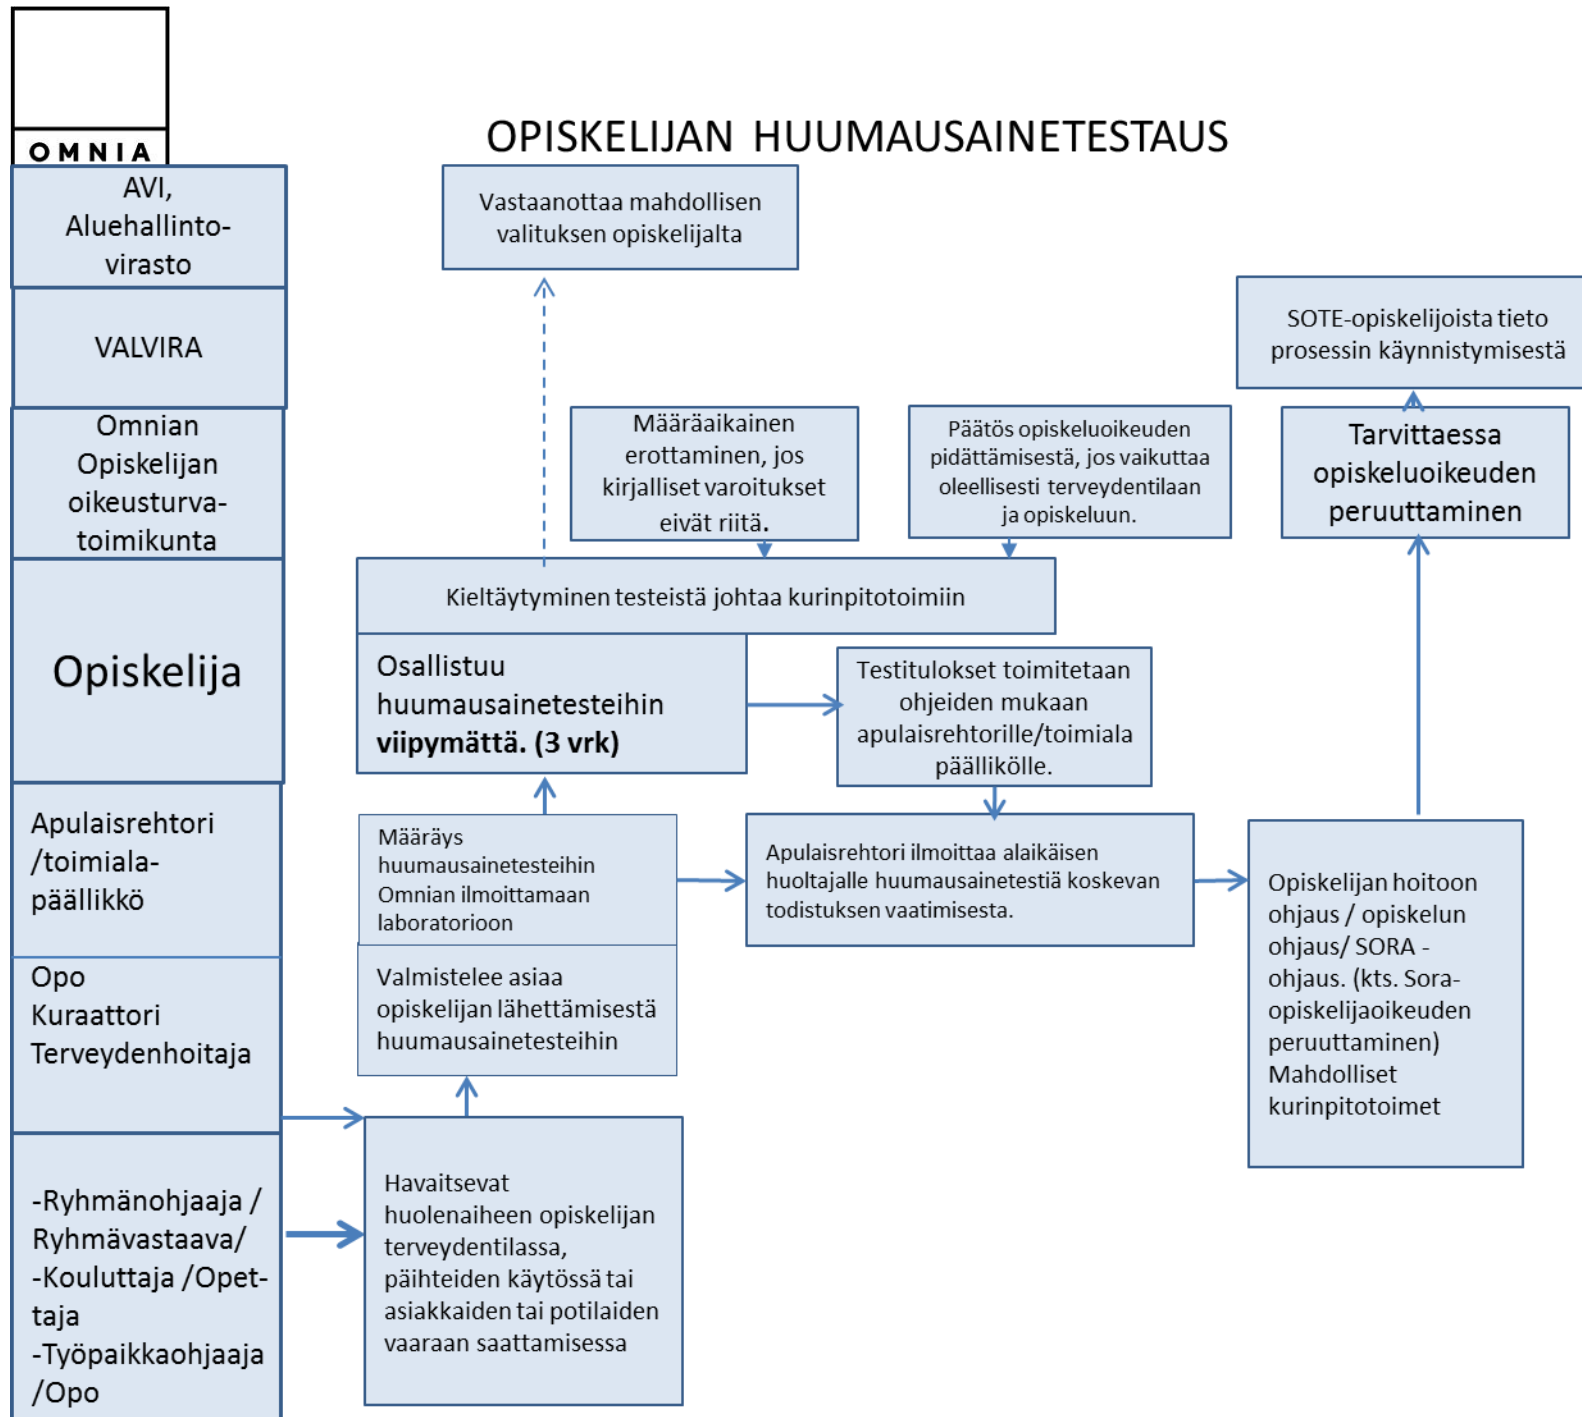 OMNIA
OPISKELIJAN HUUMAUSAINETESTAUS
AVI,
Aluehallinto-
virasto
Vastaanottaa mahdollisen
valituksen opiskelijalta
VALVIRA
SOTE-opiskelijoista tieto
prosessin käynnistymisestä
Omnian
Opiskelijan
oikeusturva-
toimikunta
Määräaikainen
erottaminen, jos
kirjalliset varoitukset
eivät riitä.
Päätös opiskeluoikeuden
pidättämisestä, jos vaikuttaa
oleellisesti terveydentilaan
ja opiskeluun.
Tarvittaessa
opiskeluoikeuden
peruuttaminen
Opiskelija
Kieltäytyminen testeistä johtaa kurinpitotoimiin
Osallistuu
huumausainetesteihin
viipymättä. (3 vrk)
Testitulokset toimitetaan
ohjeiden mukaan
apulaisrehtorille/toimiala
päällikölle.
Apulaisrehtori
/toimiala-
päällikkö
Määräys
huumausainetesteihin
Omnian ilmoittamaan
laboratorioon
Apulaisrehtori ilmoittaa alaikäisen
huoltajalle huumausainetestiä koskevan
todistuksen vaatimisesta.
Opiskelijan hoitoon
ohjaus / opiskelun
ohjaus/ SORA -
ohjaus. (kts. Sora-
opiskelijaoikeuden
peruuttaminen)
Mahdolliset
kurinpitotoimet
Opo
Kuraattori
Terveydenhoitaja
Valmistelee asiaa
opiskelijan lähettämisestä
huumausainetesteihin
-Ryhmänohjaaja /
Ryhmävastaava/
-Kouluttaja /Opet-
taja
-Työpaikkaohjaaja
/Opo
Havaitsevat
huolenaiheen opiskelijan
terveydentilassa,
päihteiden käytössä tai
asiakkaiden tai potilaiden
vaaraan saattamisessa